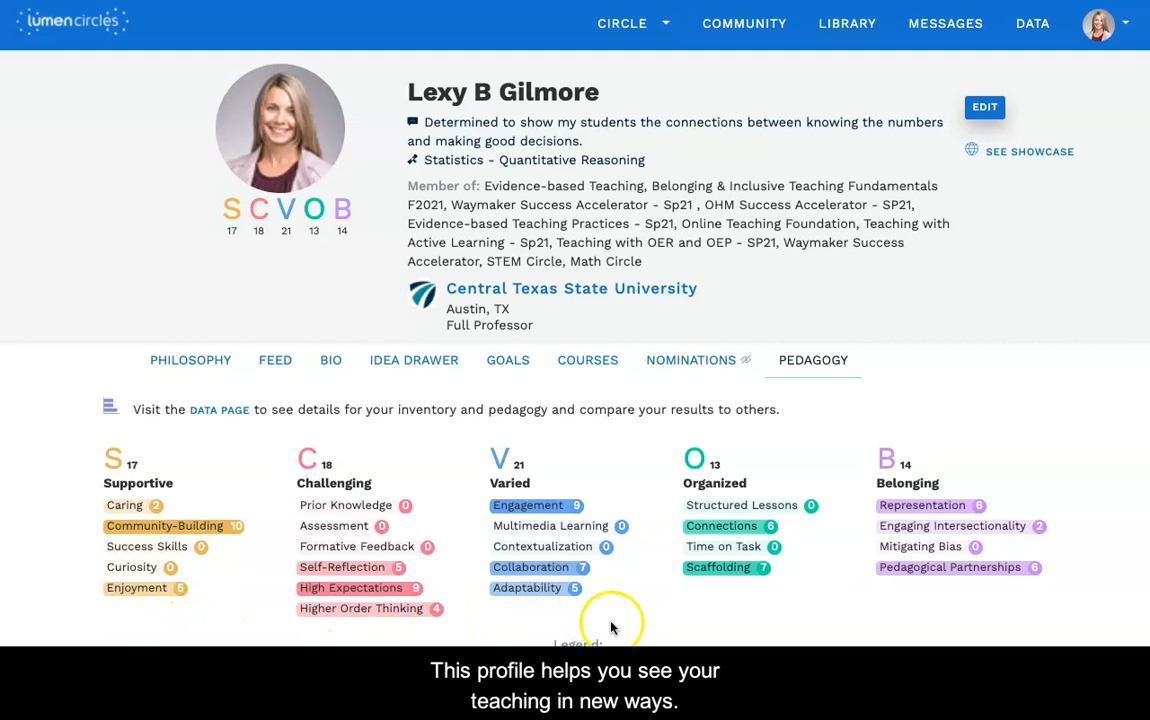 lumencircles
CIRCLE COMMUNITY LIBRARY MESSAGES DATA
Lexy B Gilmore
EDIT
Determined to show my students the connections between knowing the numbers
and making good decisions.
SEE SHOWCASE
Statistics - Quantitative Reasoning
Member of: Evidence-based Teaching, Belonging & Inclusive Teaching Fundamentals
F2021, Waymaker Success Accelerator - SP21 , OHM Success Accelerator - SP21,
Evidence-based Teaching Practices - Sp21, Online Teaching Foundation, Teaching with
Active Learning - Sp21, Teaching with OER and OEP - SP21, Waymaker Success
Accelerator, STEM Circle, Math Circle
S C V O B
17 18 21 13 14
Central Texas State University
Austin, TX
Full Professor
PHILOSOPHY FEED BIO IDEA DRAWER GOALS COURSES NOMINATIONS PEDAGOGY
Visit the DATA PAGE to see details for your inventory and pedagogy and compare your results to others.
S 17
Supportive
Caring 2
Community-Building 10
Success Skills 0
Curiosity 0
Enjoyment 5
C 18
Challenging
Prior Knowledge 0
Assessment 0
Formative Feedback 0
Self-Reflection 5
High Expectations 9
Higher Order Thinking 4
V 21
Varied
Engagement 9
Multimedia Learning 0
Contextualization 0
Collaboration 7
Adaptability 5
O 13
Organized
Structured Lessons 0
Connections 6
Time on Task 0
Scaffolding 7
B 14
Belonging
Representation 6
Engaging Intersectionality 2
Mitigating Bias 0
Pedagogical Partnerships 6
Legend:
This profile helps you see your
teaching in new ways.